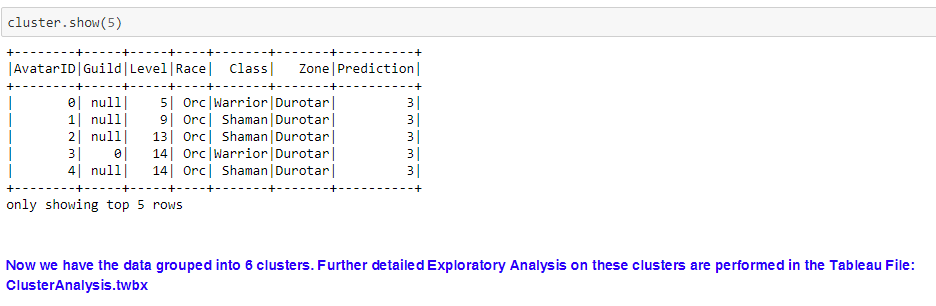 cluster.show(5)
+--------+-----+-----+----+-------+-------+----------+
|AvatarID|Guild|Level|Race|  Class|   Zone|Prediction|
+--------+-----+-----+----+-------+-------+----------+
|       0| null|    5| Orc|Warrior|Durotar|         3|
|       1| null|    9| Orc| Shaman|Durotar|         3|
|       2| null|   13| Orc| Shaman|Durotar|         3|
|       3|    0|   14| Orc|Warrior|Durotar|         3|
|       4| null|   14| Orc| Shaman|Durotar|         3|
+--------+-----+-----+----+-------+-------+----------+
only showing top 5 rows
Now we have the data grouped into 6 clusters. Further detailed Exploratory Analysis on these clusters are performed in the Tableau File:
ClusterAnalysis.twbx